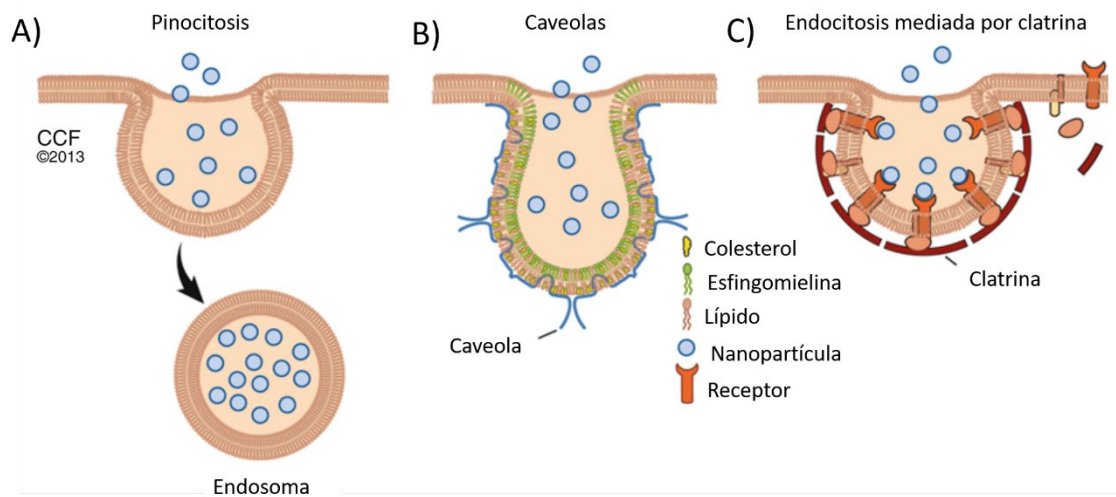 A)
Pinocitosis
B)
Caveolas
C)
Endocitosis mediada por clatrina
CCF
©2013
Endosoma
Caveola
Colesterol
Esfingomielina
Lípido
Nanopartícula
Receptor
Clatrina